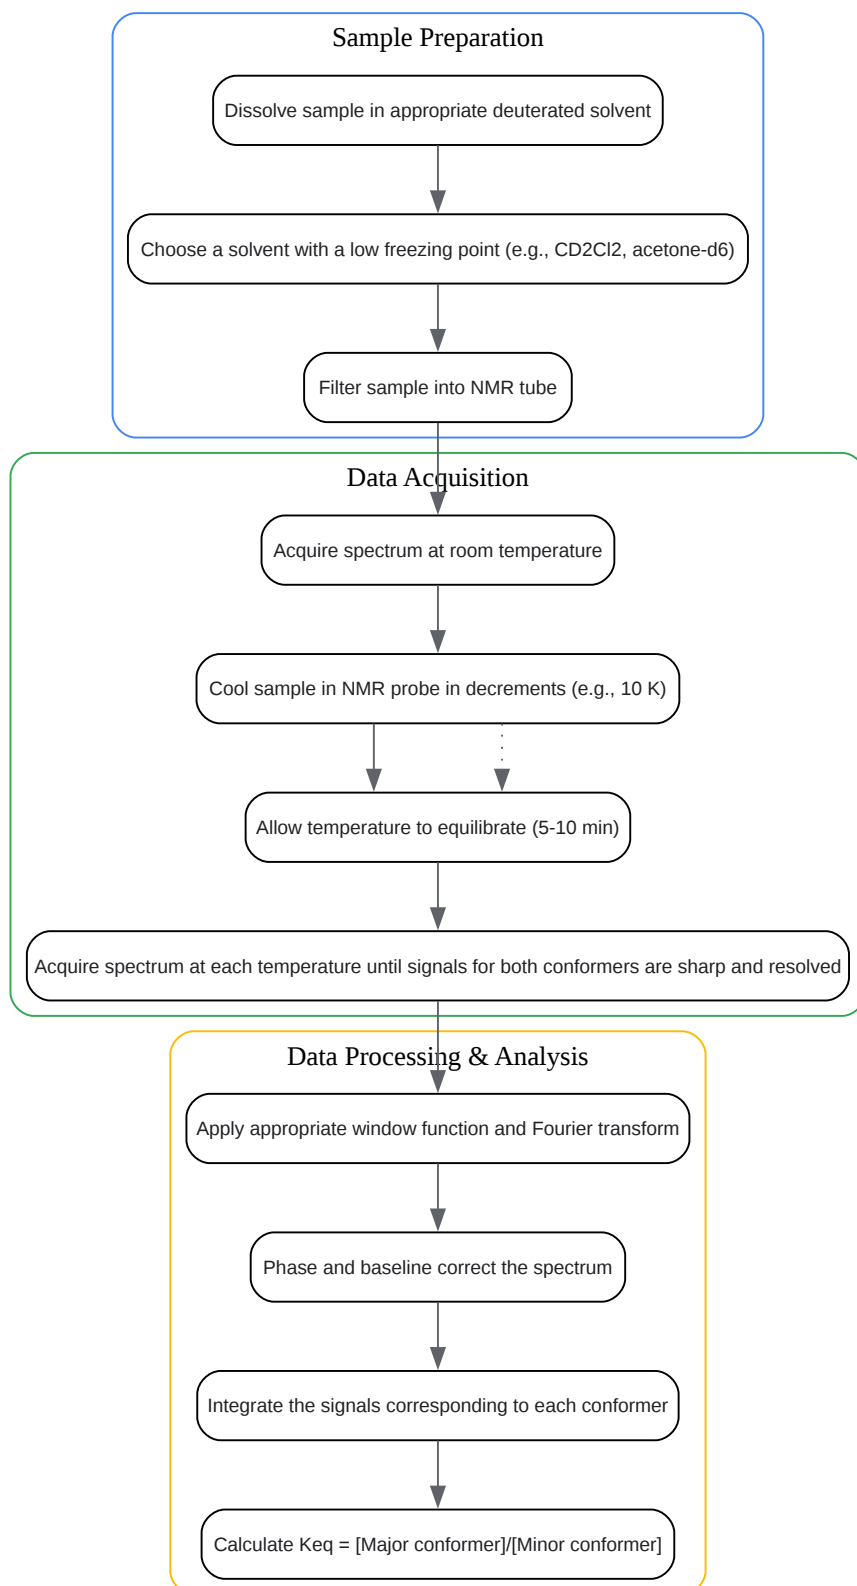 Sample Preparation
Dissolve sample in appropriate deuterated solvent
Choose a solvent with a low freezing point (e.g., CD2Cl2, acetone-d6)
Filter sample into NMR tube
Data Acquisition
Acquire spectrum at room temperature
Cool sample in NMR probe in decrements (e.g., 10 K)
Allow temperature to equilibrate (5-10 min)
Acquire spectrum at each temperature until signals for both conformers are sharp and resolved
Data Processing & Analysis
Apply appropriate window function and Fourier transform
Phase and baseline correct the spectrum
Integrate the signals corresponding to each conformer
Calculate Keq = [Major conformer]/[Minor conformer]